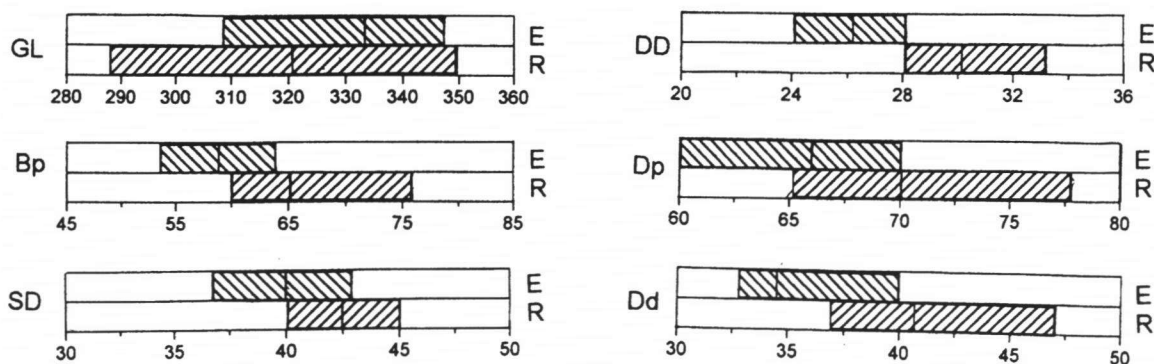 GL E R
280 290 300 310 320 330 340 350 360
DD E R
20 24 28 32 36
Bp E R
45 55 65 75 85
Dp E R
60 65 70 75 80
SD E R
30 35 40 45 50
Dd E R
30 35 40 45 50